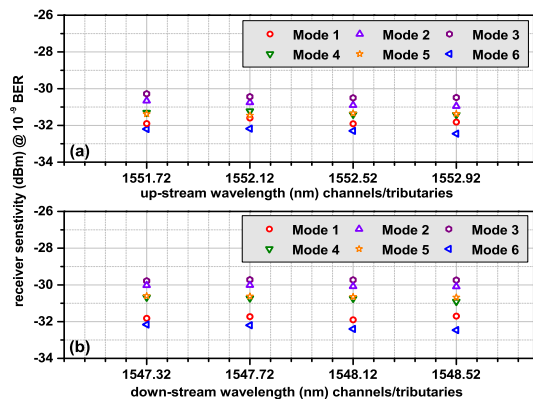 receiver senstivity (dBm) @ 10⁻⁹ BER
-26
-28
-30
-32
-34
Mode 1 Mode 2 Mode 3
Mode 4 Mode 5 Mode 6
(a)
1551.72 1552.12 1552.52 1552.92
up-stream wavelength (nm) channels/tributaries
-26
-28
-30
-32
-34
Mode 1 Mode 2 Mode 3
Mode 4 Mode 5 Mode 6
(b)
1547.32 1547.72 1548.12 1548.52
down-stream wavelength (nm) channels/tributaries